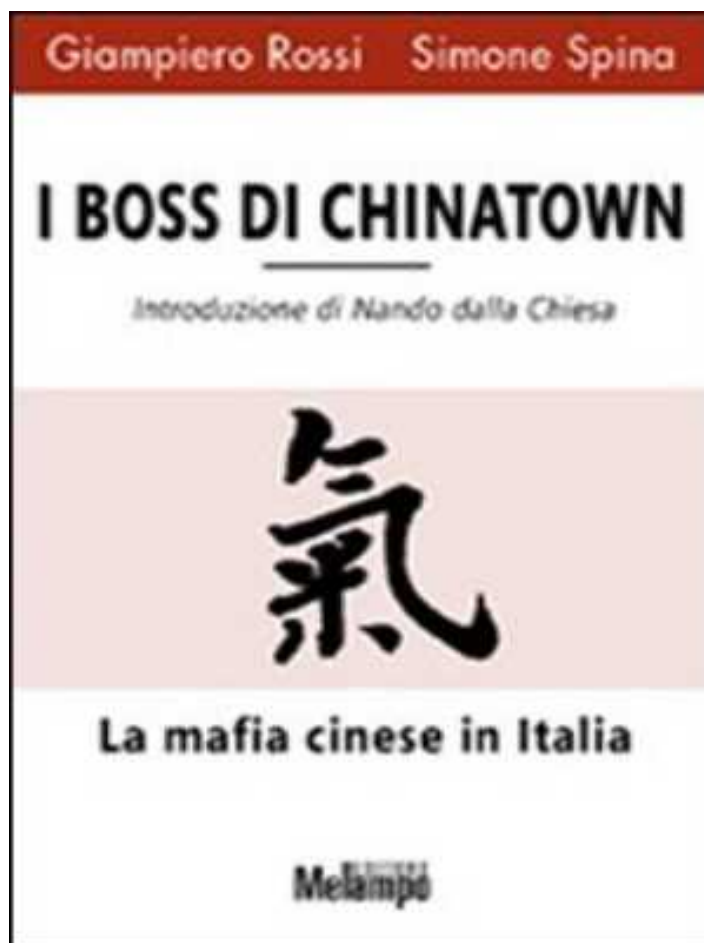 Giampiero Rossi Simone Spina
I BOSS DI CHINATOWN
Introduzione di Nando dalla Chiesa
氣
La mafia cinese in Italia
Melampo